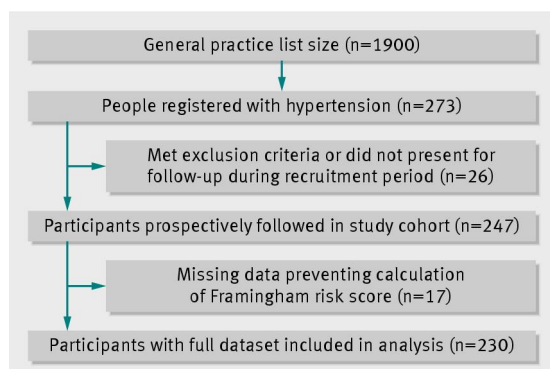 General practice list size (n=1900)
People registered with hypertension (n=273)
Met exclusion criteria or did not present for
follow-up during recruitment period (n=26)
Participants prospectively followed in study cohort (n=247)
Missing data preventing calculation
of Framingham risk score (n=17)
Participants with full dataset included in analysis (n=230)